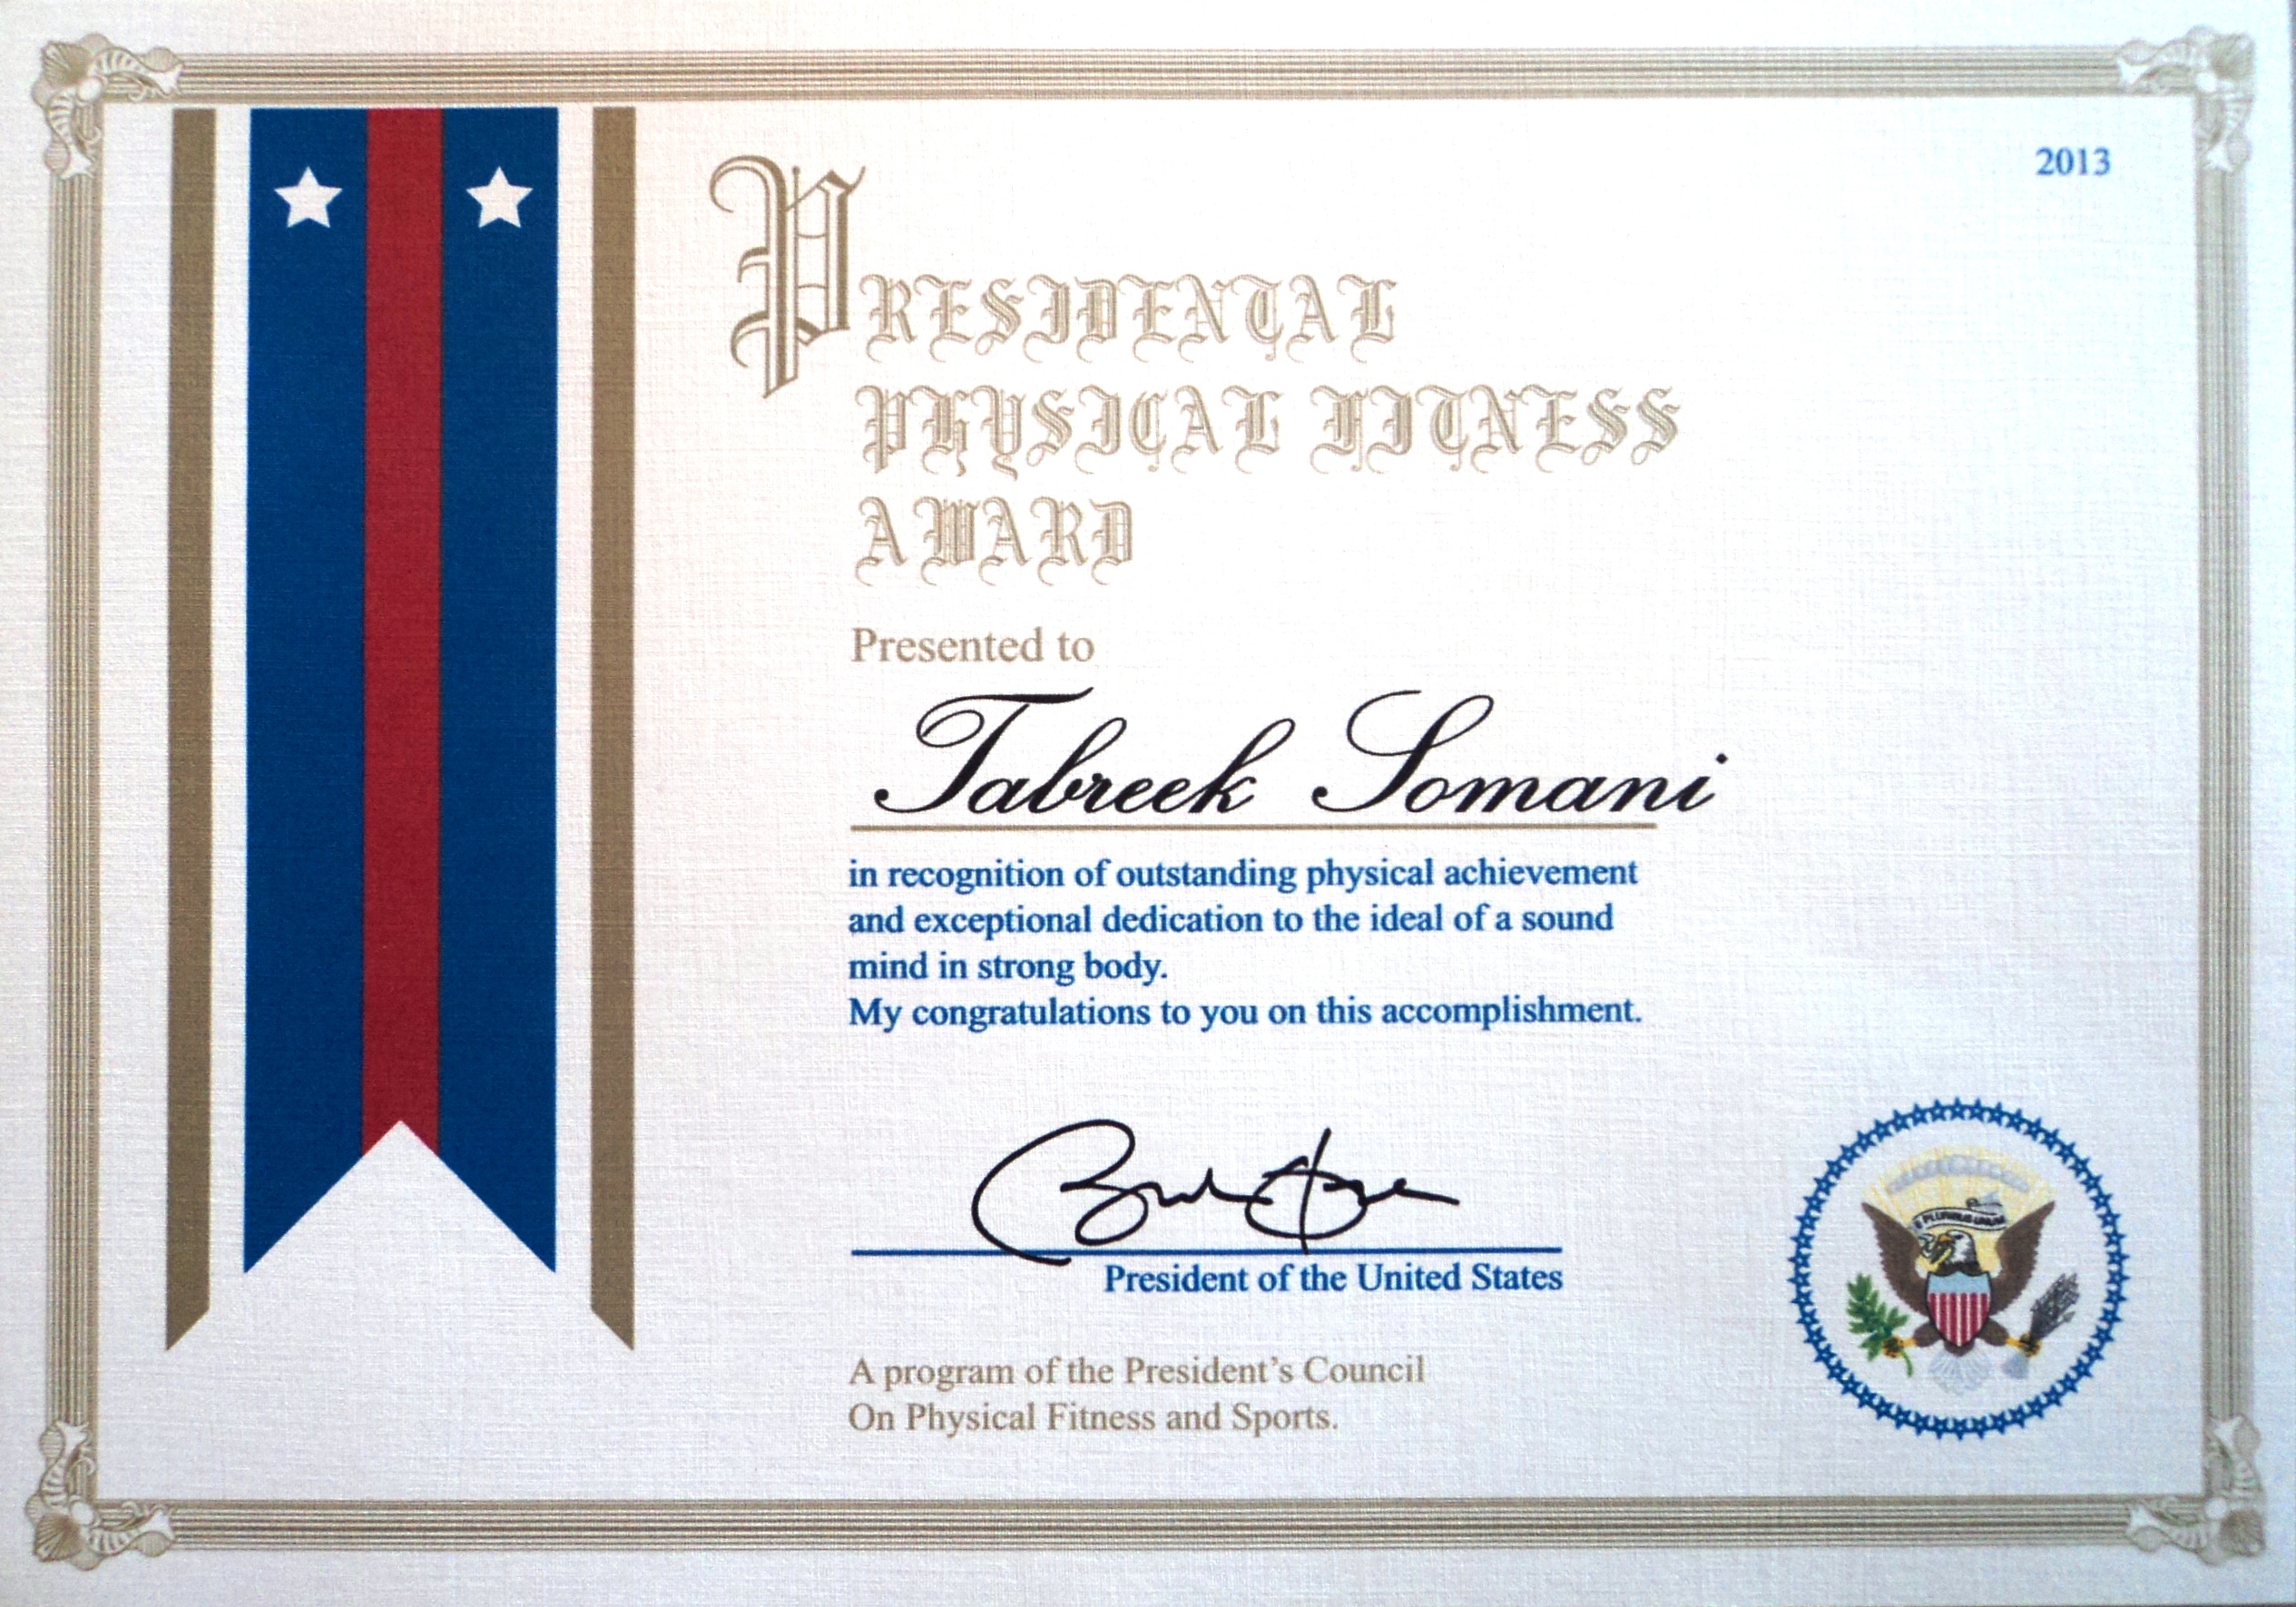 2013
PRESIDENTAL
PHYSICAL FITNESS
AWARD
Presented to
Tabreek Somani
in recognition of outstanding physical achievement
and exceptional dedication to the ideal of a sound
mind in strong body.
My congratulations to you on this accomplishment.
President of the United States
A program of the President's Council
On Physical Fitness and Sports.
E PLURIBUS UNUM